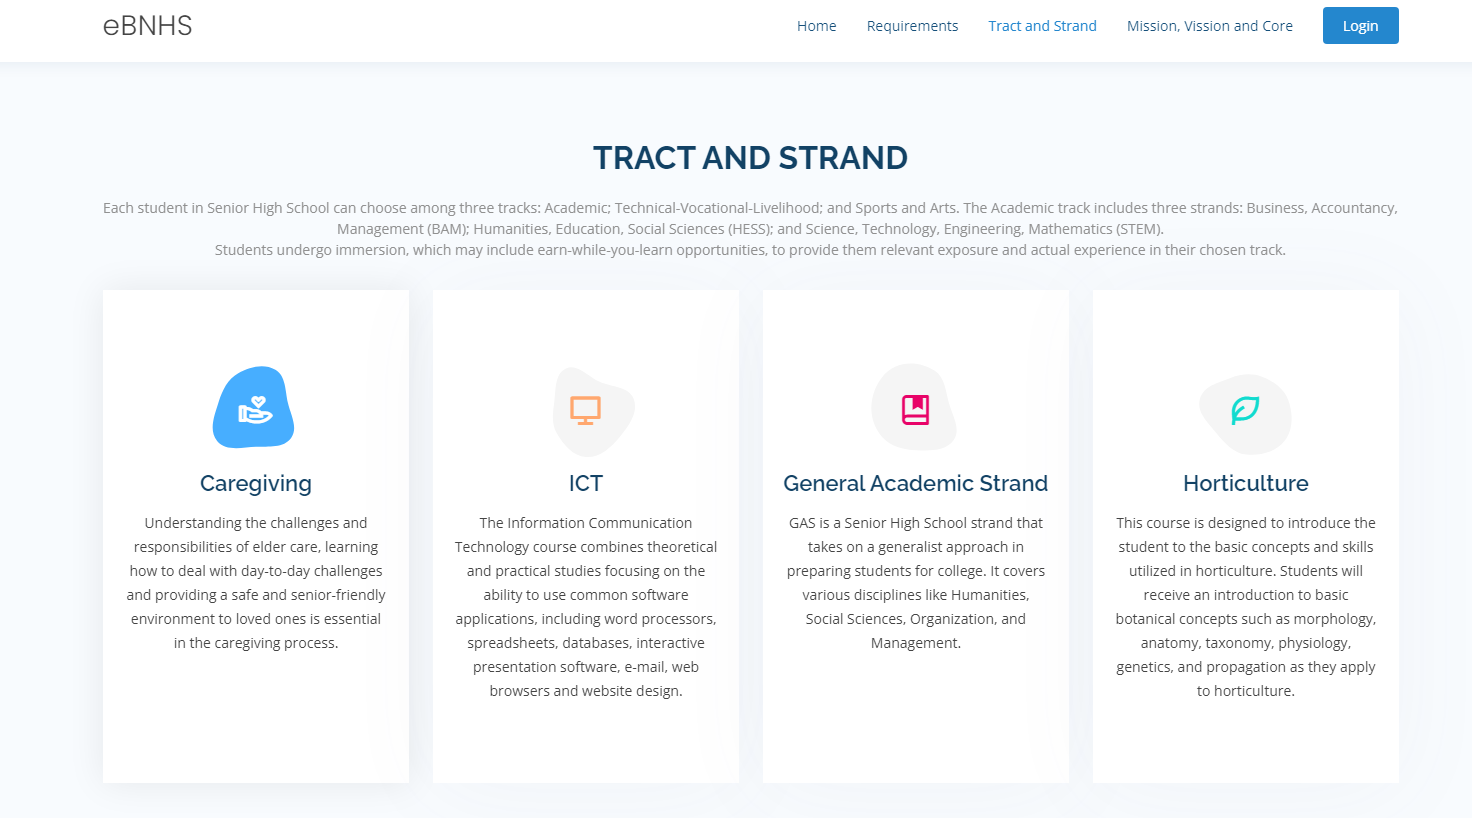 eBNHS
Home
Requirements
Tract and Strand
Mission, Vission and Core
Login
TRACT AND STRAND
Each student in Senior High School can choose among three tracks: Academic; Technical-Vocational-Livelihood; and Sports and Arts. The Academic track includes three strands: Business, Accountancy,
Management (BAM); Humanities, Education, Social Sciences (HESS); and Science, Technology, Engineering, Mathematics (STEM).
Students undergo immersion, which may include earn-while-you-learn opportunities, to provide them relevant exposure and actual experience in their chosen track.
Caregiving
Understanding the challenges and
responsibilities of elder care, learning
how to deal with day-to-day challenges
and providing a safe and senior-friendly
environment to loved ones is essential
in the caregiving process.
ICT
The Information Communication
Technology course combines theoretical
and practical studies focusing on the
ability to use common software
applications, including word processors,
spreadsheets, databases, interactive
presentation software, e-mail, web
browsers and website design.
General Academic Strand
GAS is a Senior High School strand that
takes on a generalist approach in
preparing students for college. It covers
various disciplines like Humanities,
Social Sciences, Organization, and
Management.
Horticulture
This course is designed to introduce the
student to the basic concepts and skills
utilized in horticulture. Students will
receive an introduction to basic
botanical concepts such as morphology,
anatomy, taxonomy, physiology,
genetics, and propagation as they apply
to horticulture.